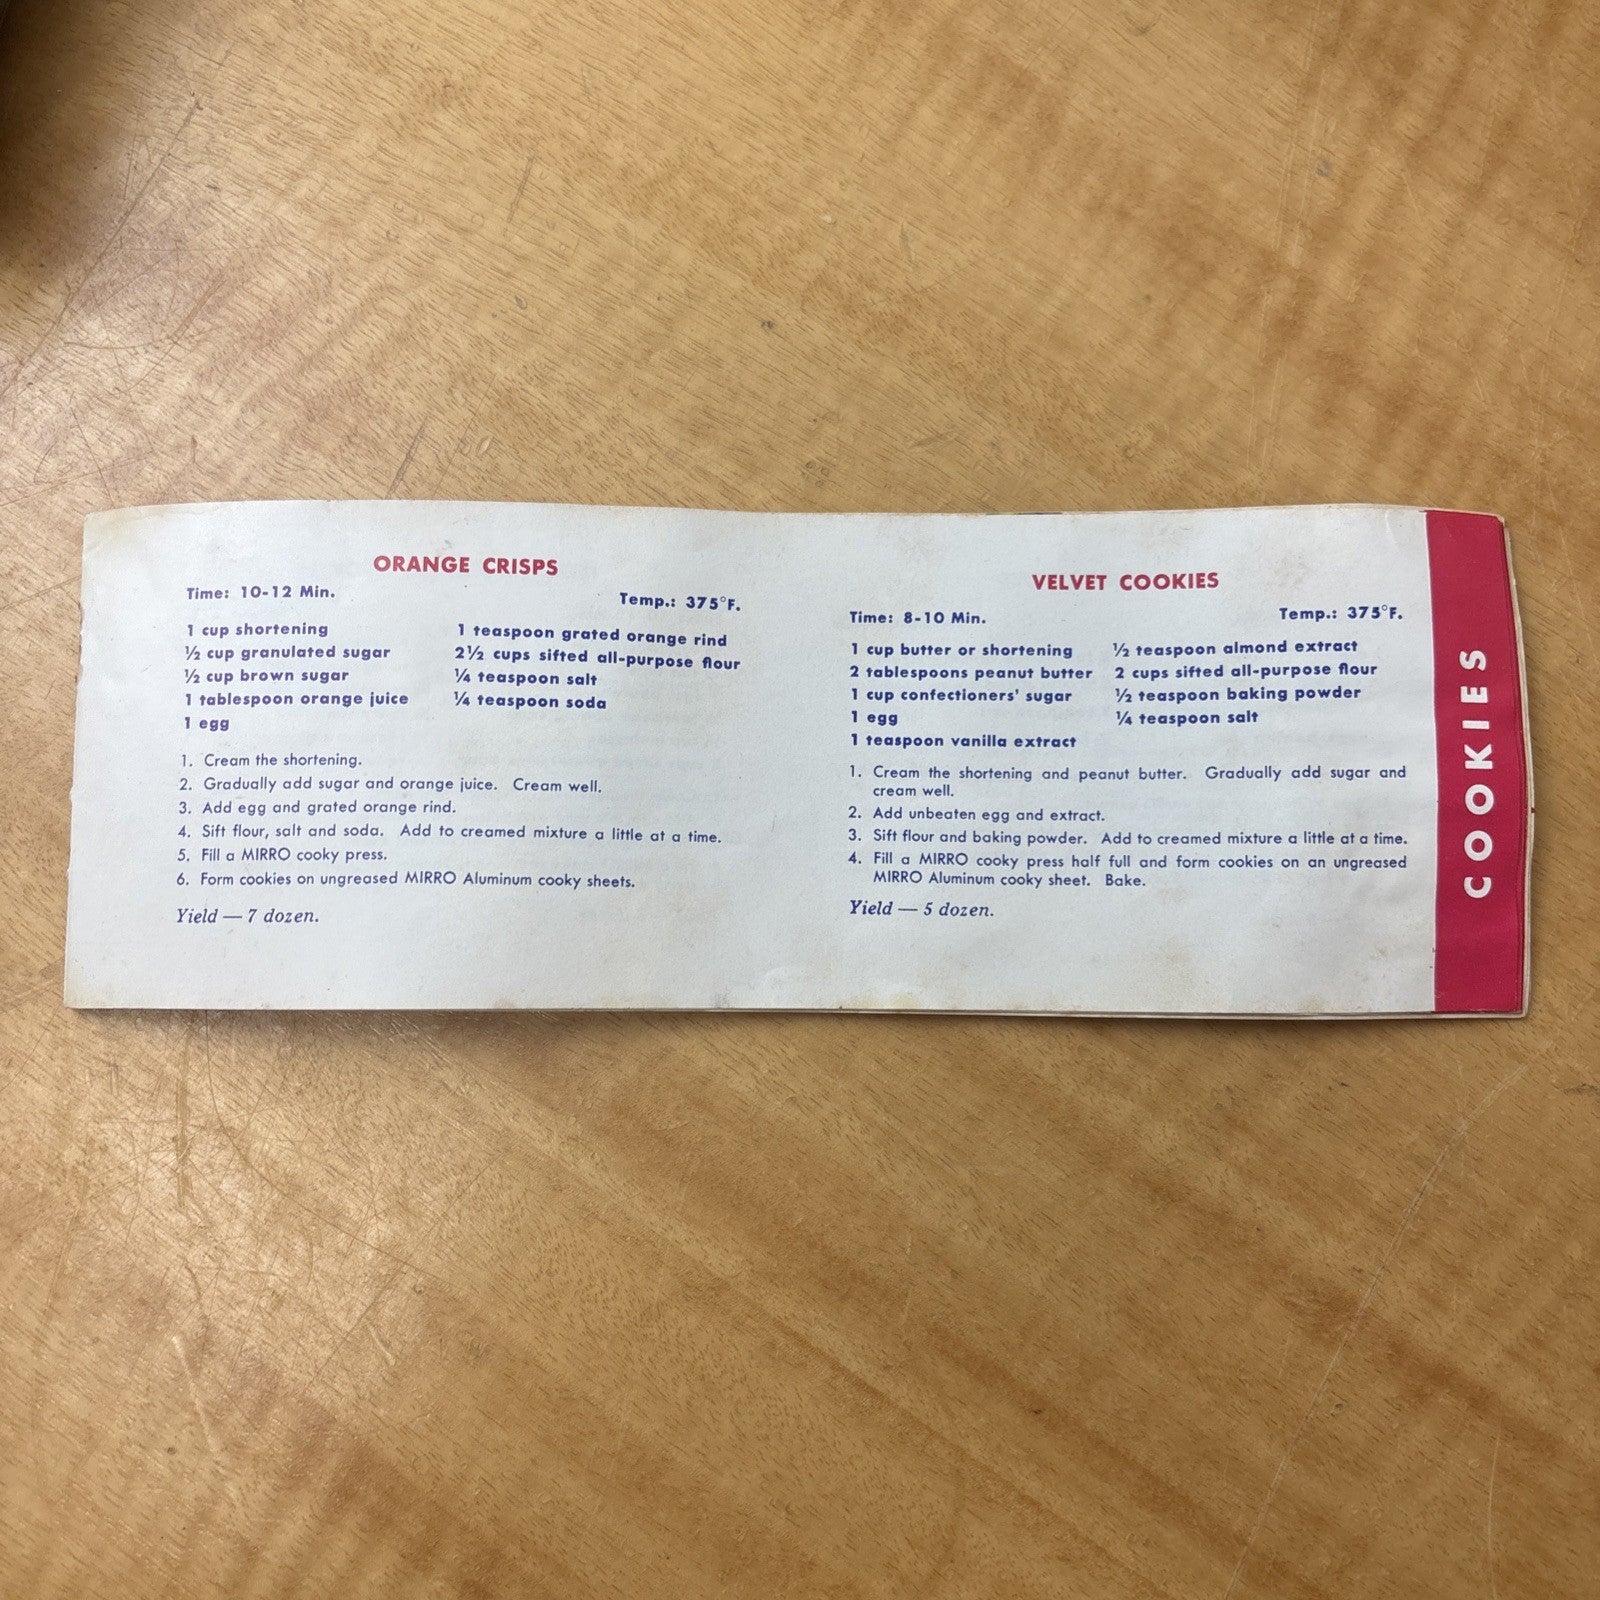 ORANGE CRISPS
Time: 10-12 Min. Temp.: 375°F.
1 cup shortening
½ cup granulated sugar
½ cup brown sugar
1 tablespoon orange juice
1 egg
1 teaspoon grated orange rind
2½ cups sifted all-purpose flour
¼ teaspoon salt
¼ teaspoon soda
1. Cream the shortening.
2. Gradually add sugar and orange juice. Cream well.
3. Add egg and grated orange rind.
4. Sift flour, salt and soda. Add to creamed mixture a little at a time.
5. Fill a MIRRO cooky press.
6. Form cookies on ungreased MIRRO Aluminum cooky sheets.
Yield — 7 dozen.
VELVET COOKIES
Time: 8-10 Min. Temp.: 375°F.
1 cup butter or shortening
2 tablespoons peanut butter
1 cup confectioners' sugar
1 egg
1 teaspoon vanilla extract
½ teaspoon almond extract
2 cups sifted all-purpose flour
½ teaspoon baking powder
¼ teaspoon salt
1. Cream the shortening and peanut butter. Gradually add sugar and
cream well.
2. Add unbeaten egg and extract.
3. Sift flour and baking powder. Add to creamed mixture a little at a time.
4. Fill a MIRRO cooky press half full and form cookies on an ungreased
MIRRO Aluminum cooky sheet. Bake.
Yield — 5 dozen.
COOKIES